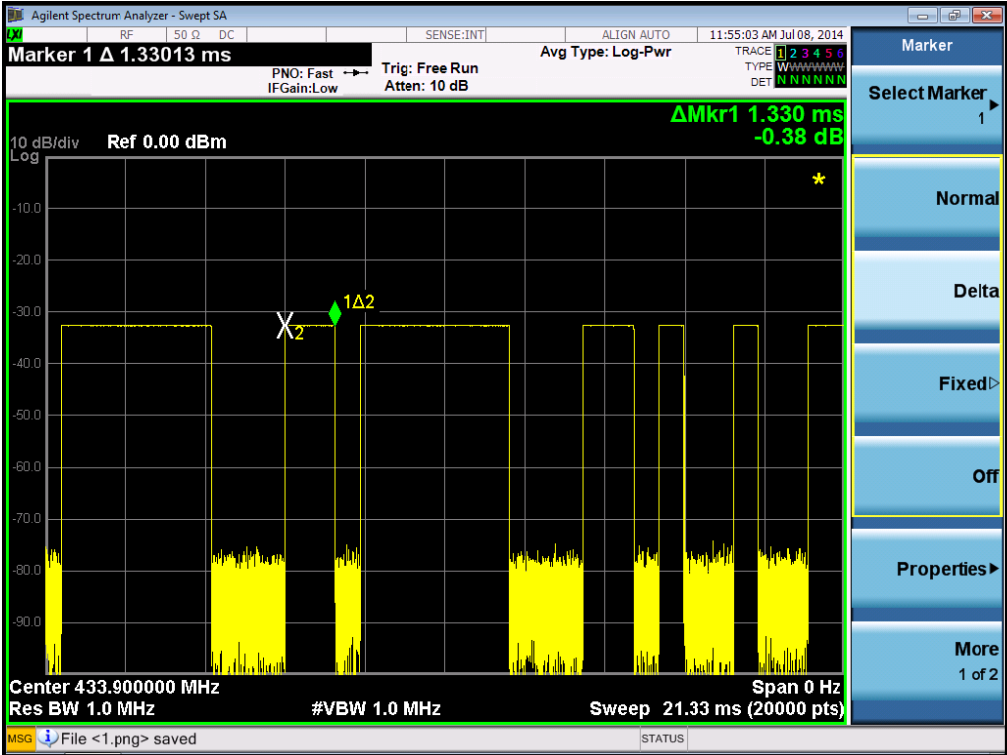 Agilent Spectrum Analyzer - Swept SA
LXI RF 50 Ω DC SENSE:INT ALIGN AUTO 11:55:03 AM Jul 08, 2014
Marker 1 Δ 1.33013 ms
PNO: Fast
IFGain:Low
Trig: Free Run
Atten: 10 dB
Avg Type: Log-Pwr
TRACE 1 2 3 4 5 6
TYPE WWWWWW
DET N N N N N N
ΔMkr1 1.330 ms
-0.38 dB
10 dB/div Ref 0.00 dBm
Log
-10.0
-20.0
-30.0
-40.0
-50.0
-60.0
-70.0
-80.0
-90.0
X2
1Δ2
*
Center 433.900000 MHz Span 0 Hz
Res BW 1.0 MHz #VBW 1.0 MHz Sweep 21.33 ms (20000 pts)
MSG File <1.png> saved STATUS
Marker
Select Marker
1
Normal
Delta
Fixed
Off
Properties
More
1 of 2